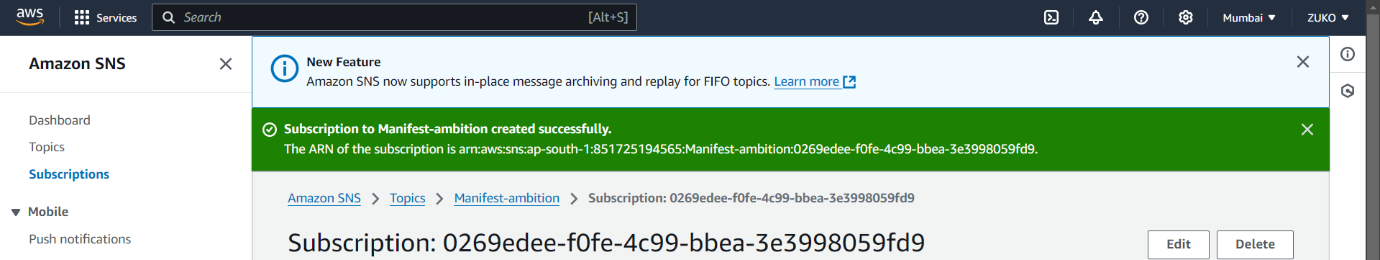 aws Services Search [Alt+S] Mumbai ▼ ZUKO ▼
Amazon SNS
Dashboard
Topics
Subscriptions
Mobile
Push notifications
New Feature
Amazon SNS now supports in-place message archiving and replay for FIFO topics. Learn more
Subscription to Manifest-ambition created successfully.
The ARN of the subscription is arn:aws:sns:ap-south-1:851725194565:Manifest-ambition:0269edee-f0fe-4c99-bbea-3e3998059fd9.
Amazon SNS > Topics > Manifest-ambition > Subscription: 0269edee-f0fe-4c99-bbea-3e3998059fd9
Subscription: 0269edee-f0fe-4c99-bbea-3e3998059fd9 Edit Delete